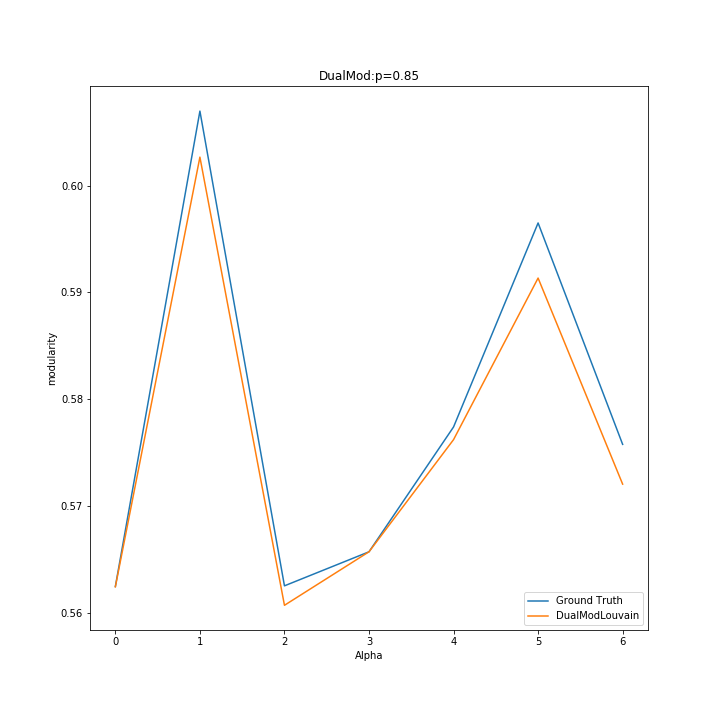 DualMod:p=0.85
0.60
0.59
0.58
0.57
0.56
modularity
0 1 2 3 4 5 6
Alpha
Ground Truth
DualModLouvain